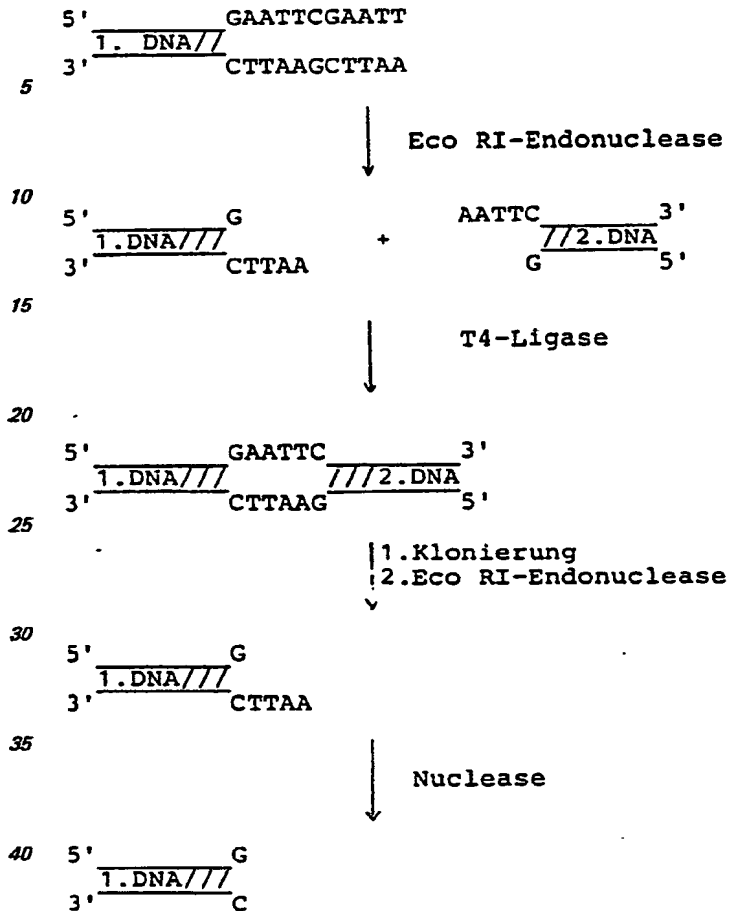 5' GAATTCGAATT
1. DNA//
3' CTTAAGCTTAA
5
Eco RI-Endonuclease
10
5' G AATTC 3'
1.DNA/// + //2.DNA
3' CTTAA G 5'
15
T4-Ligase
20
5' GAATTC 3'
1.DNA/// ///2.DNA
3' CTTAAG 5'
25
1.Klonierung
2.Eco RI-Endonuclease
30
5' G
1.DNA///
3' CTTAA
35
Nuclease
40 5' G
1.DNA///
3' C